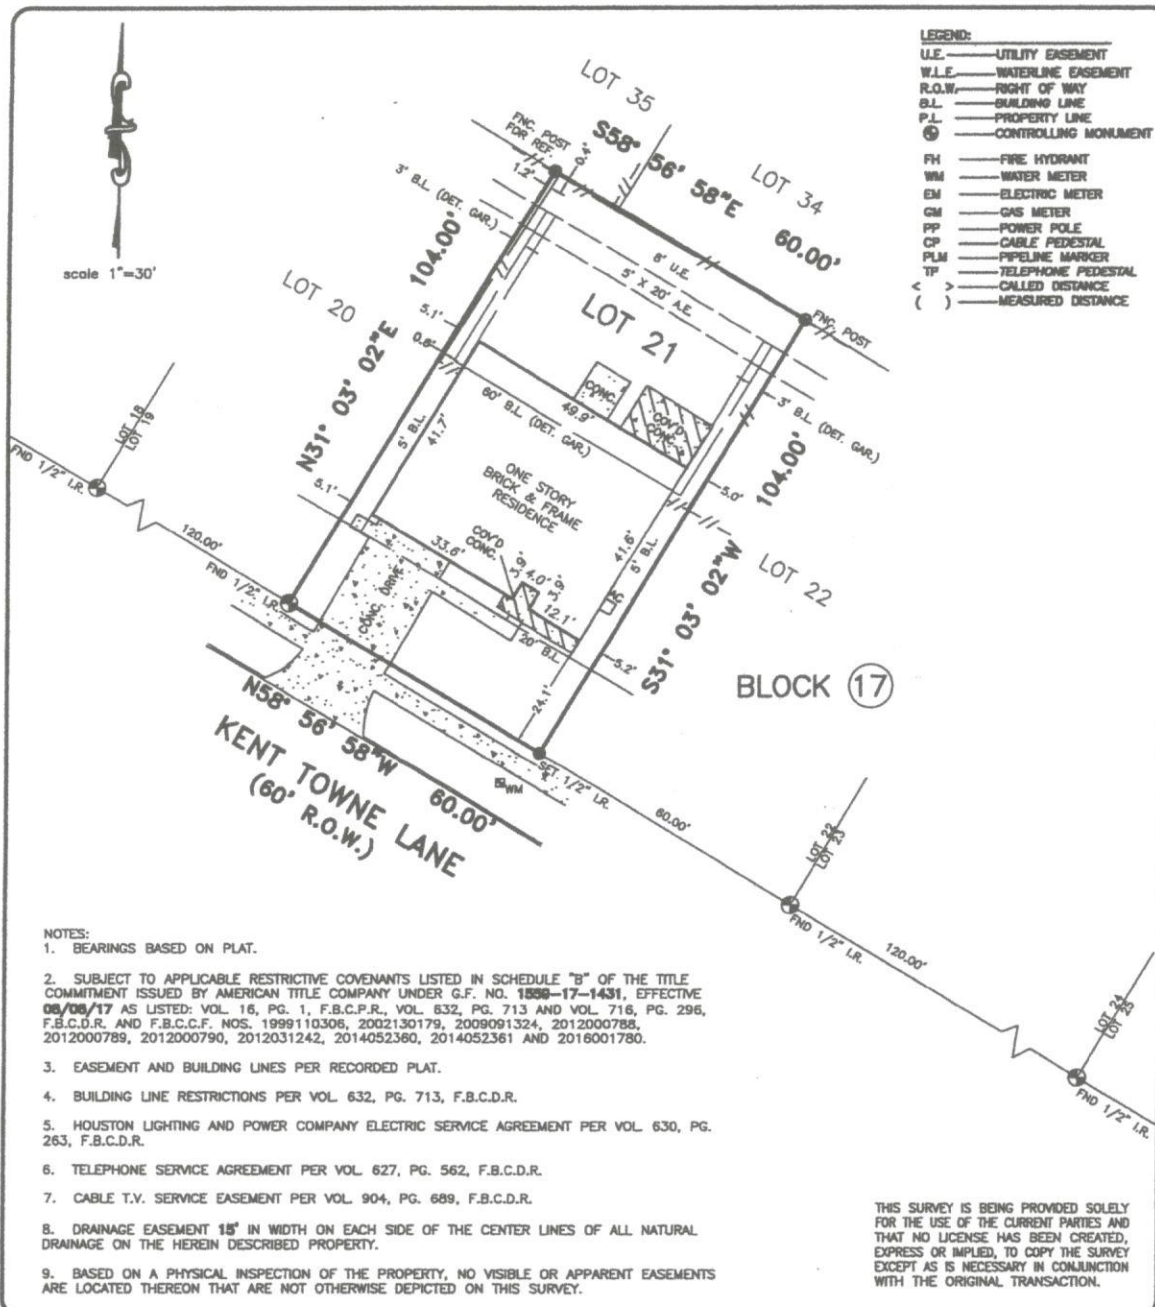 LEGEND:
U.E. UTILITY EASEMENT
W.L.E. WATERLINE EASEMENT
R.O.W. RIGHT OF WAY
B.L. BUILDING LINE
P.L. PROPERTY LINE
CONTROLLING MONUMENT
FH FIRE HYDRANT
WM WATER METER
EM ELECTRIC METER
GM GAS METER
PP POWER POLE
CP CABLE PEDESTAL
PLM PIPELINE MARKER
TP TELEPHONE PEDESTAL
< > CALLED DISTANCE
( ) MEASURED DISTANCE
scale 1"=30'
LOT 35
FNC. POST
FOR REF.
0.4'
1.2'
S58° 56' 58"E
60.00'
LOT 34
3' B.L. (DET. GAR.)
104.00'
8' U.E.
5' X 20' A.E.
LOT 21
FNC. POST
LOT 20
5.1'
0.6'
N31° 03' 02"E
5' B.L.
41.7'
60' B.L. (DET. GAR.)
49.9'
CONC.
COV'D
CONC.
3' B.L. (DET. GAR.)
104.00'
5.0'
LOT 18
LOT 19
FND 1/2" I.R.
120.00'
FND 1/2" I.R.
5.1'
ONE STORY
BRICK & FRAME
RESIDENCE
33.6'
COV'D
CONC.
3.9'
4.0'
3.9'
12.1'
41.6'
5' B.L.
S31° 03' 02"W
LOT 22
CONC. DRIVE
20' B.L.
5.2'
24.1'
BLOCK 17
N58° 56' 58"W
60.00'
KENT TOWNE LANE
(60' R.O.W.)
WM
SET 1/2" I.R.
60.00'
LOT 22
LOT 23
FND 1/2" I.R.
120.00'
LOT 24
LOT 25
FND 1/2" I.R.
NOTES:
1. BEARINGS BASED ON PLAT.
2. SUBJECT TO APPLICABLE RESTRICTIVE COVENANTS LISTED IN SCHEDULE "B" OF THE TITLE
COMMITMENT ISSUED BY AMERICAN TITLE COMPANY UNDER G.F. NO. EFFECTIVE
AS LISTED: VOL. 16, PG. 1, F.B.C.P.R., VOL. 632, PG. 713 AND VOL. 716, PG. 296,
F.B.C.D.R. AND F.B.C.C.F. NOS. 1999110306, 2002130179, 2009091324, 2012000788,
2012000789, 2012000790, 2012031242, 2014052360, 2014052361 AND 2016001780.
3. EASEMENT AND BUILDING LINES PER RECORDED PLAT.
4. BUILDING LINE RESTRICTIONS PER VOL. 632, PG. 713, F.B.C.D.R.
5. HOUSTON LIGHTING AND POWER COMPANY ELECTRIC SERVICE AGREEMENT PER VOL. 630, PG.
263, F.B.C.D.R.
6. TELEPHONE SERVICE AGREEMENT PER VOL. 627, PG. 562, F.B.C.D.R.
7. CABLE T.V. SERVICE EASEMENT PER VOL. 904, PG. 689, F.B.C.D.R.
8. DRAINAGE EASEMENT 15' IN WIDTH ON EACH SIDE OF THE CENTER LINES OF ALL NATURAL
DRAINAGE ON THE HEREIN DESCRIBED PROPERTY.
9. BASED ON A PHYSICAL INSPECTION OF THE PROPERTY, NO VISIBLE OR APPARENT EASEMENTS
ARE LOCATED THEREON THAT ARE NOT OTHERWISE DEPICTED ON THIS SURVEY.
THIS SURVEY IS BEING PROVIDED SOLELY
FOR THE USE OF THE CURRENT PARTIES AND
THAT NO LICENSE HAS BEEN CREATED,
EXPRESS OR IMPLIED, TO COPY THE SURVEY
EXCEPT AS IS NECESSARY IN CONJUNCTION
WITH THE ORIGINAL TRANSACTION.